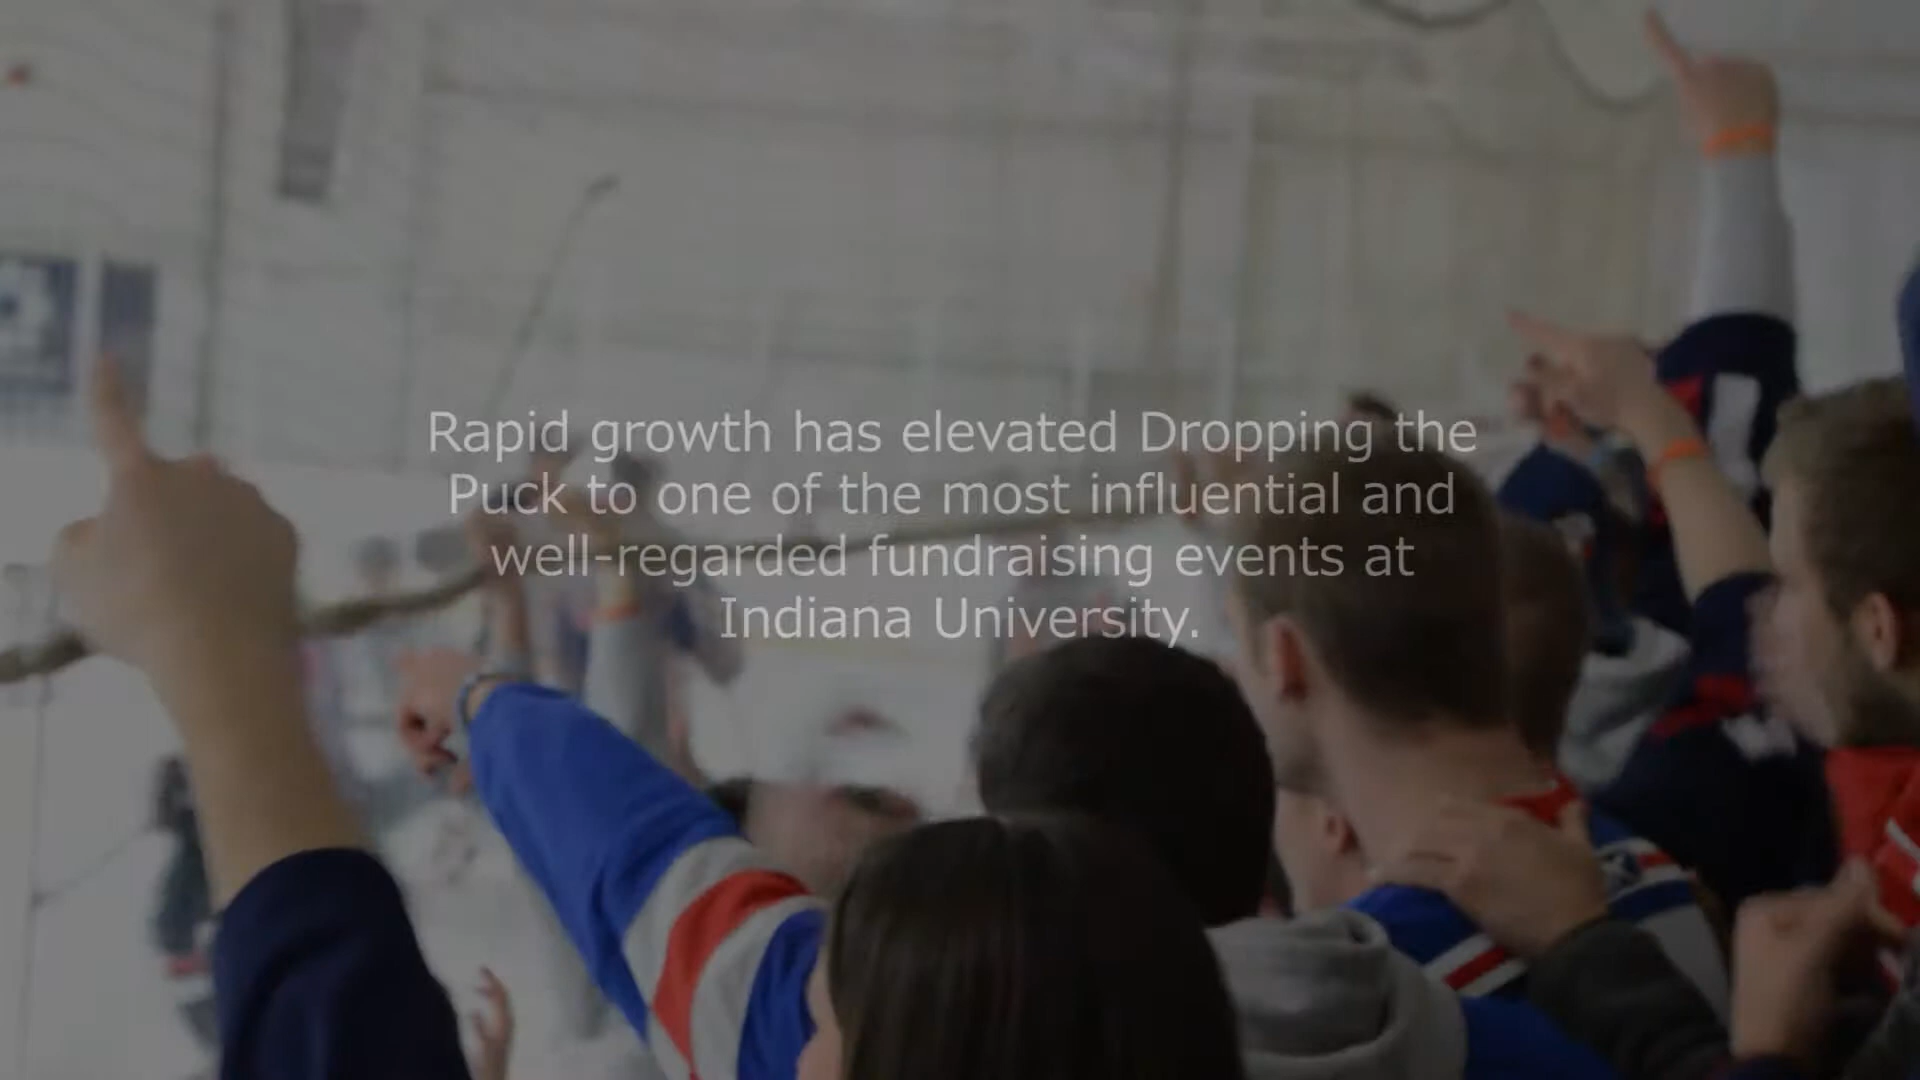 Rapid growth has elevated Dropping the
Puck to one of the most influential and
well-regarded fundraising events at
Indiana University.